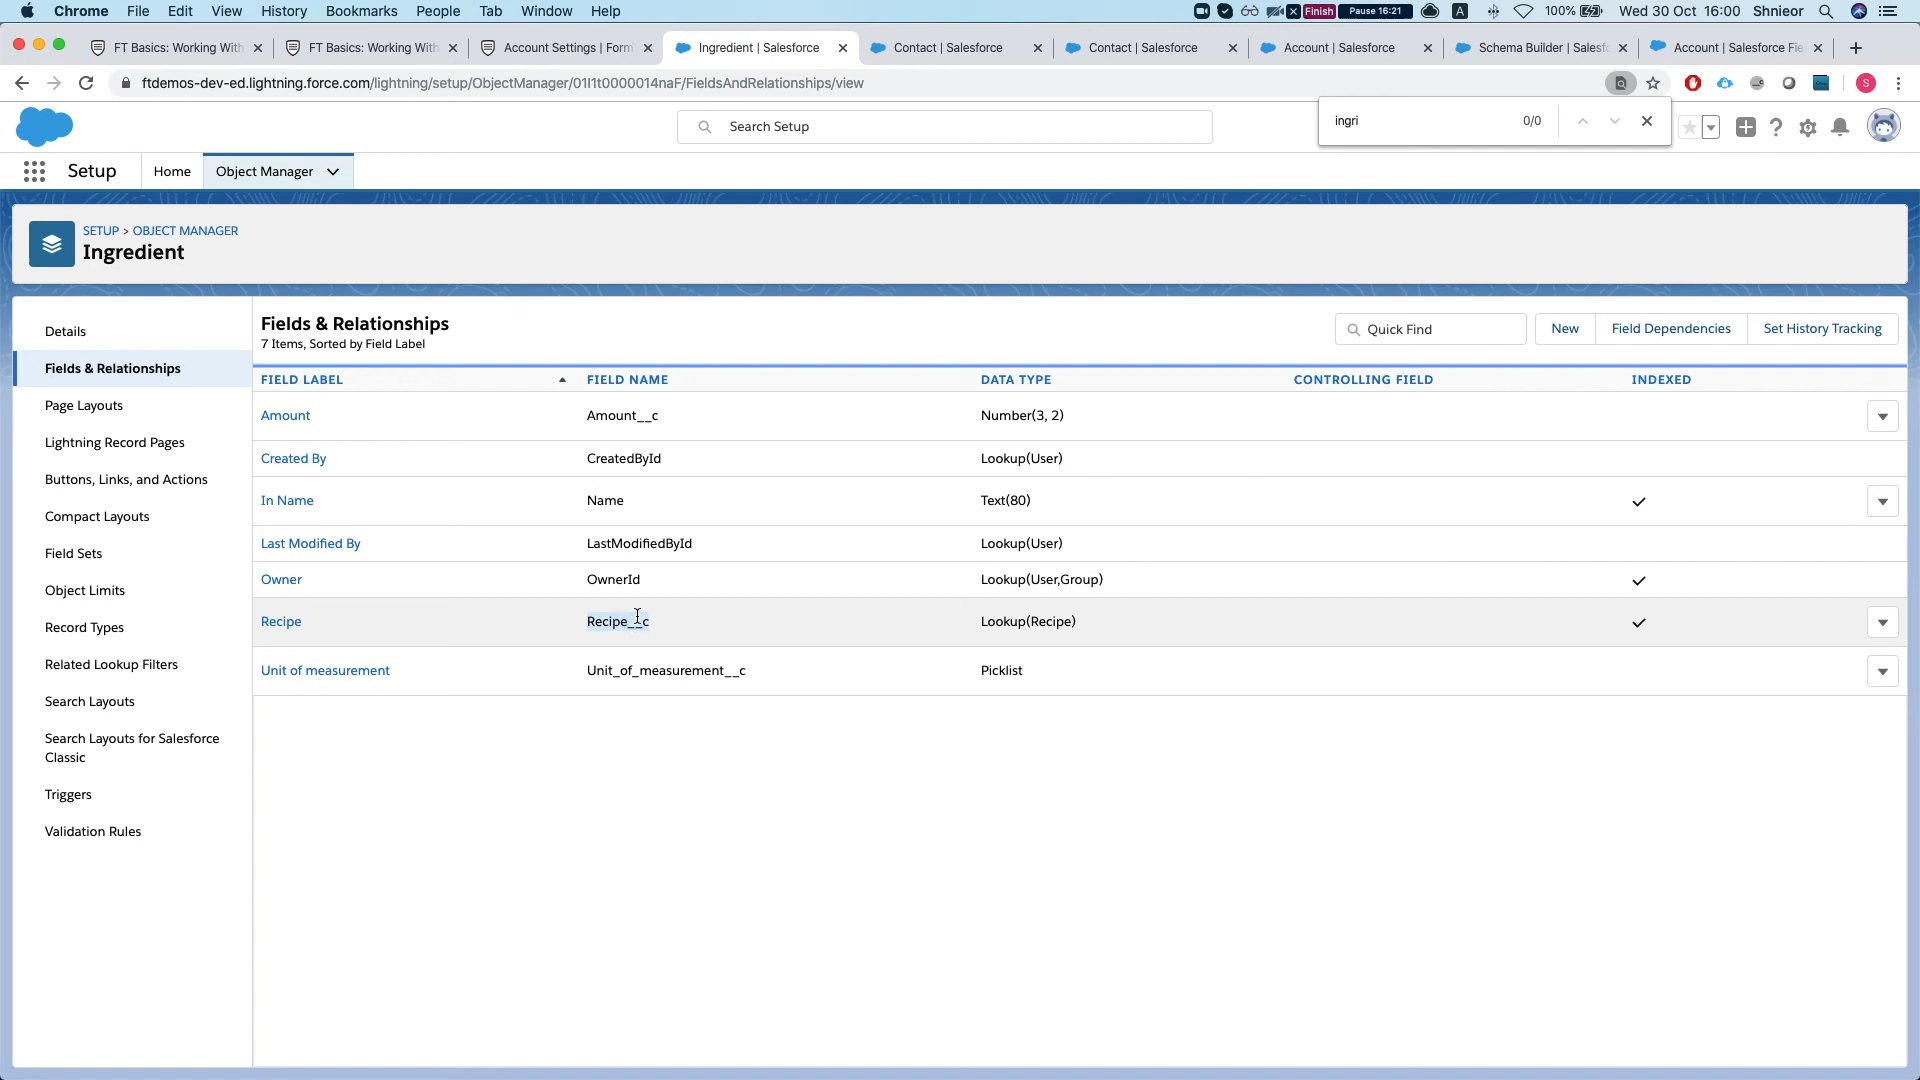 Chrome File Edit View History Bookmarks People Tab Window Help Finish Pause 16:21 A 100% Wed 30 Oct 16:00 Shnieor
FT Basics: Working With FT Basics: Working With Account Settings | Form Ingredient | Salesforce Contact | Salesforce Contact | Salesforce Account | Salesforce Schema Builder | Salesf Account | Salesforce Fie
ftdemos-dev-ed.lightning.force.com/lightning/setup/ObjectManager/01I1t0000014naF/FieldsAndRelationships/view S
ingri 0/0
Search Setup
Setup Home Object Manager
SETUP > OBJECT MANAGER
Ingredient
Details
Fields & Relationships
Page Layouts
Lightning Record Pages
Buttons, Links, and Actions
Compact Layouts
Field Sets
Object Limits
Record Types
Related Lookup Filters
Search Layouts
Search Layouts for Salesforce
Classic
Triggers
Validation Rules
Fields & Relationships
7 Items, Sorted by Field Label
Quick Find New Field Dependencies Set History Tracking
FIELD LABEL FIELD NAME DATA TYPE CONTROLLING FIELD INDEXED
Amount Amount__c Number(3, 2)
Created By CreatedById Lookup(User)
In Name Name Text(80)
Last Modified By LastModifiedById Lookup(User)
Owner OwnerId Lookup(User,Group)
Recipe Recipe__c Lookup(Recipe)
Unit of measurement Unit_of_measurement__c Picklist